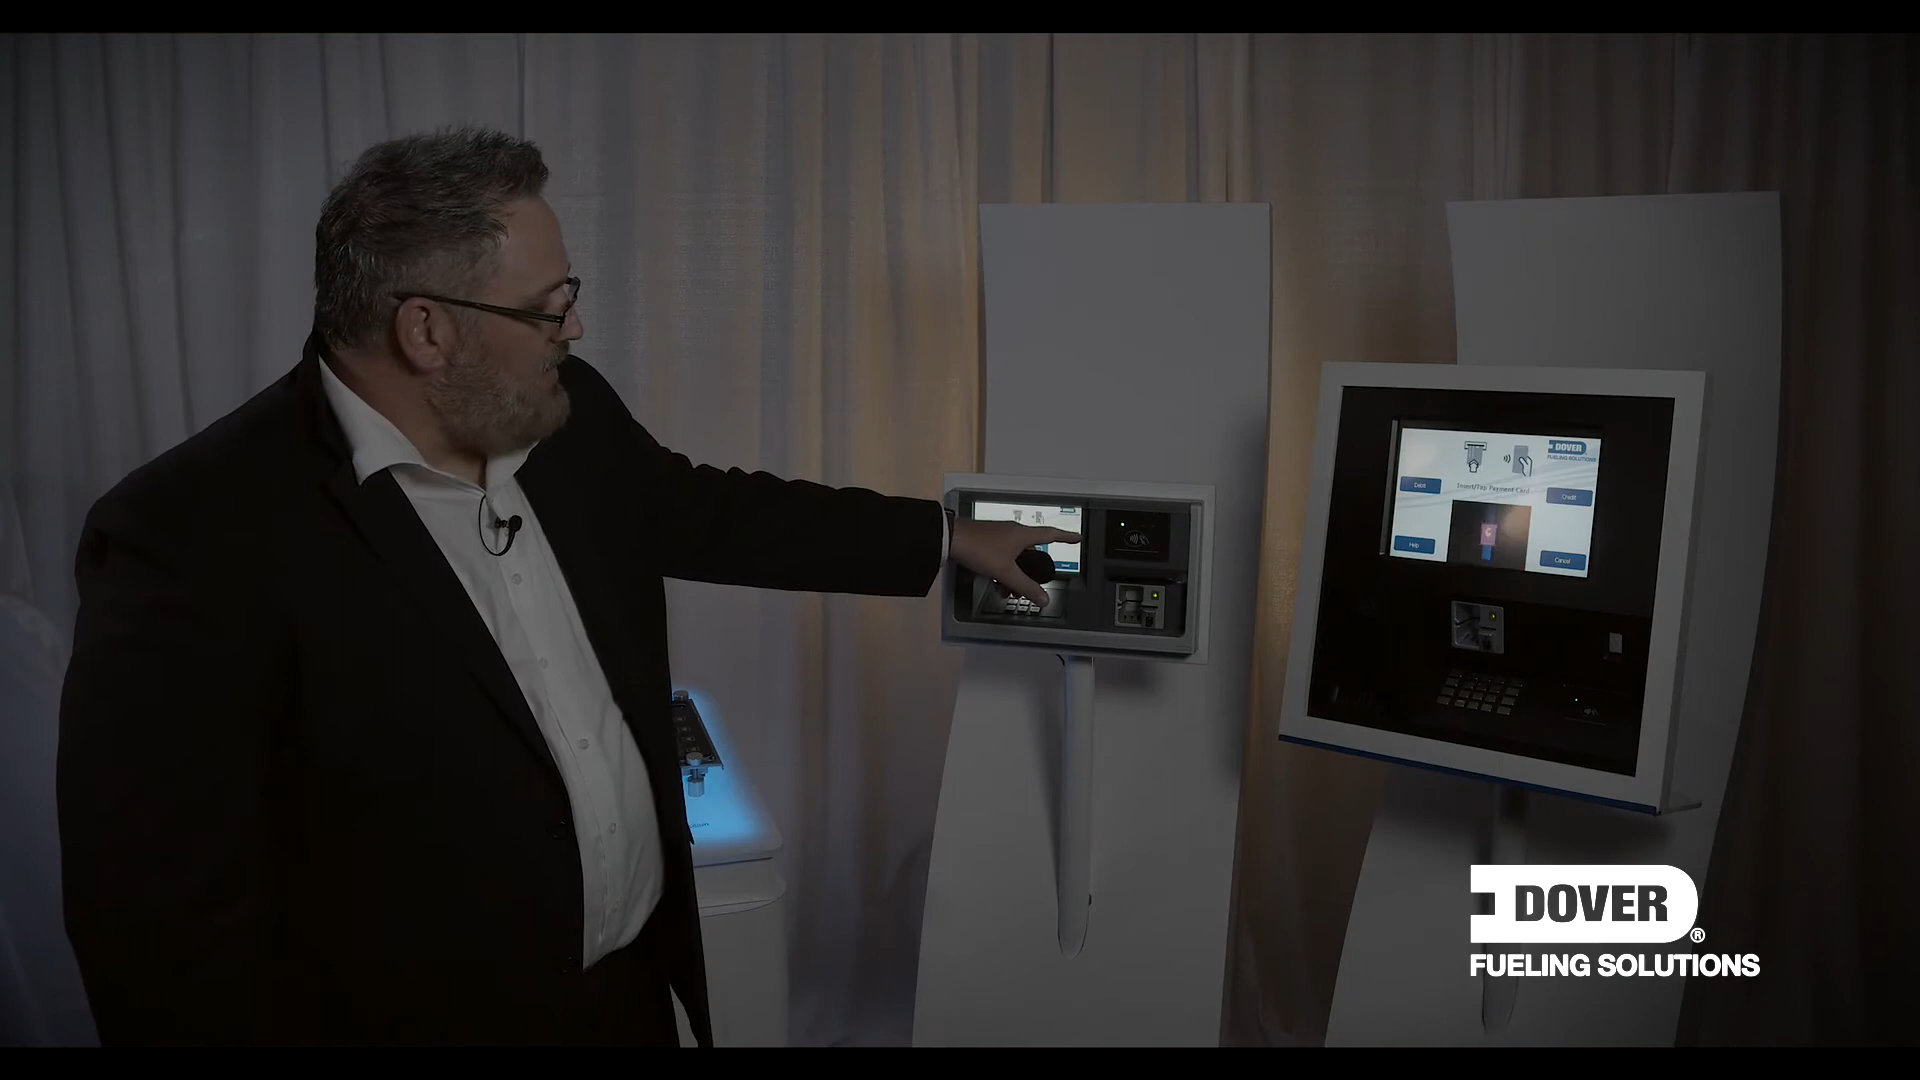 DOVER
FUELING SOLUTIONS
Insert/Tap Payment Card
Debit
Credit
Help
Cancel
DOVER®
FUELING SOLUTIONS